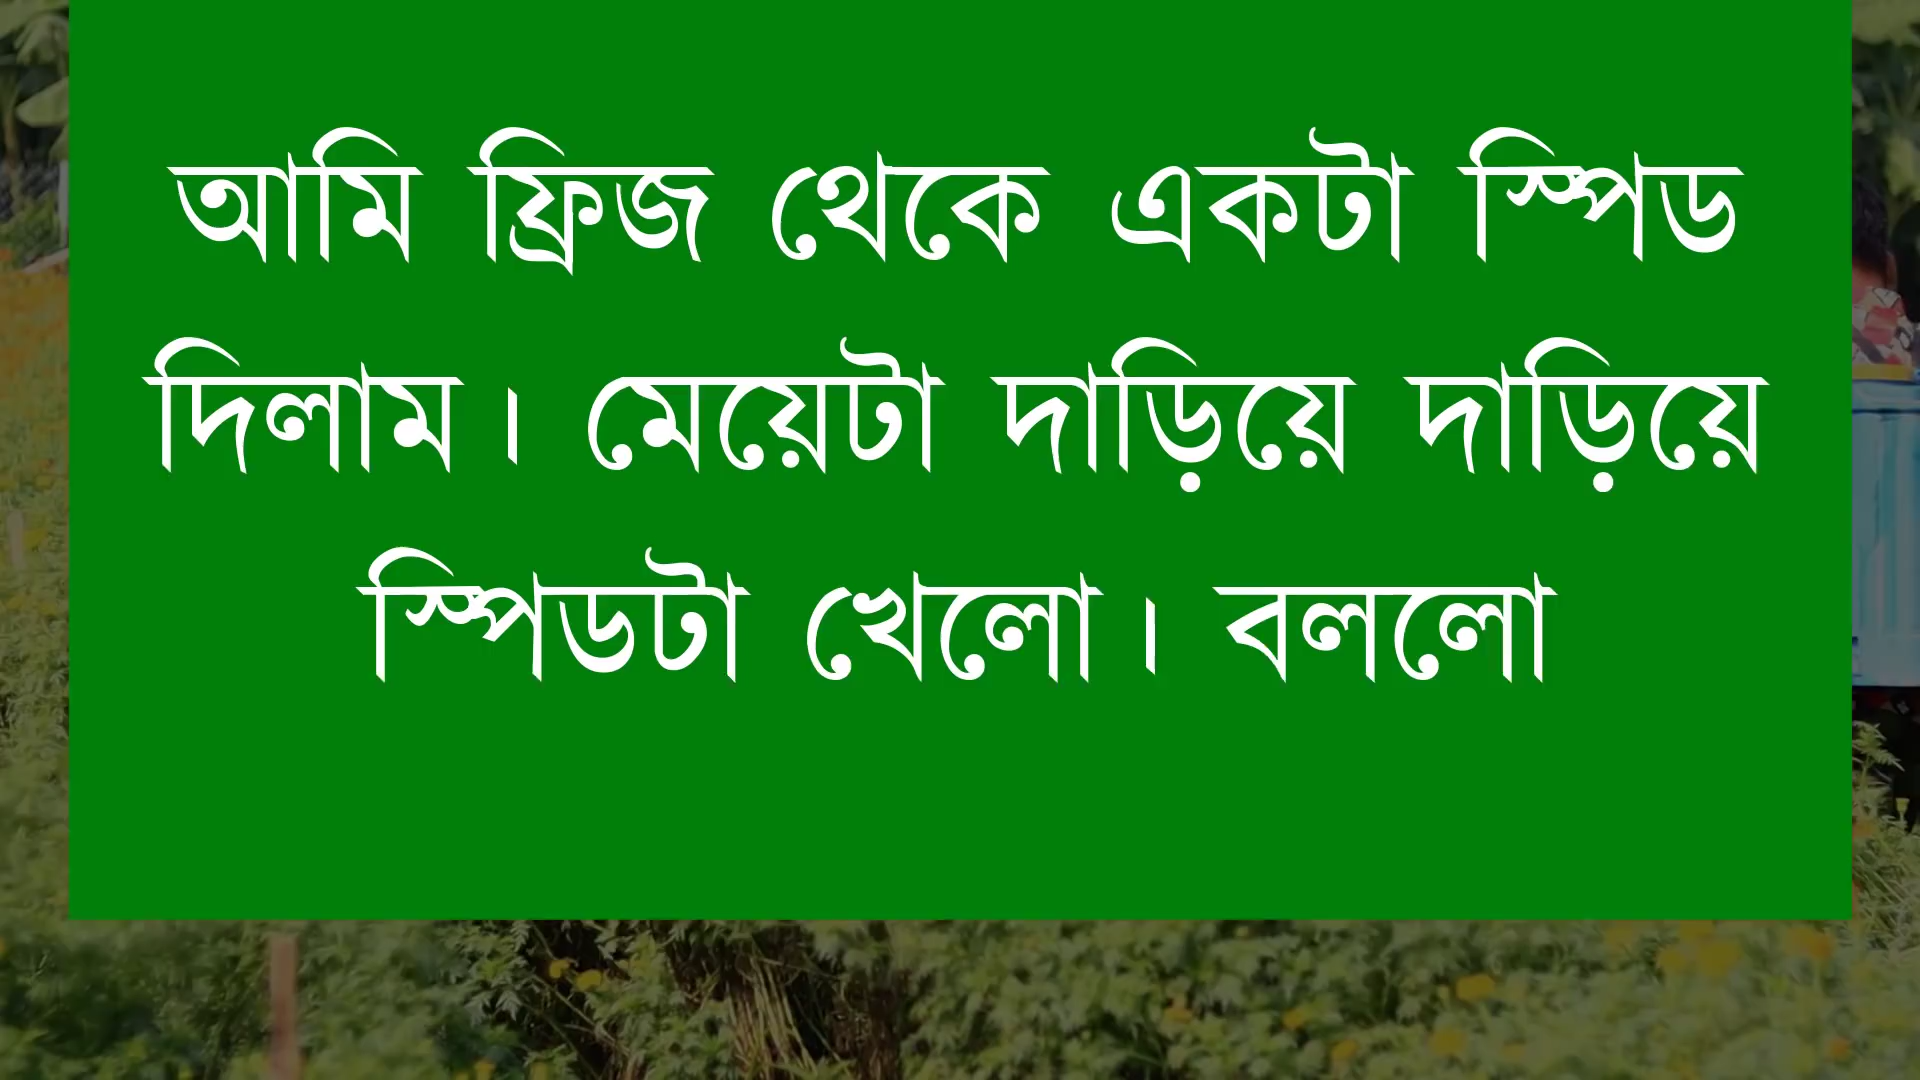 আমি ফ্রিজ থেকে একটা স্পিড
দিলাম। মেয়েটা দাড়িয়ে দাড়িয়ে
স্পিডটা খেলো। বললো